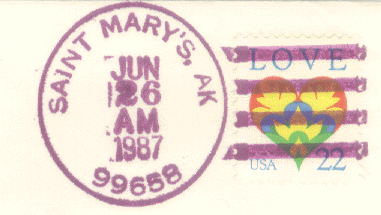 SAINT MARY'S, AK
JUN
26
AM
1987
99658
LOVE
USA 22